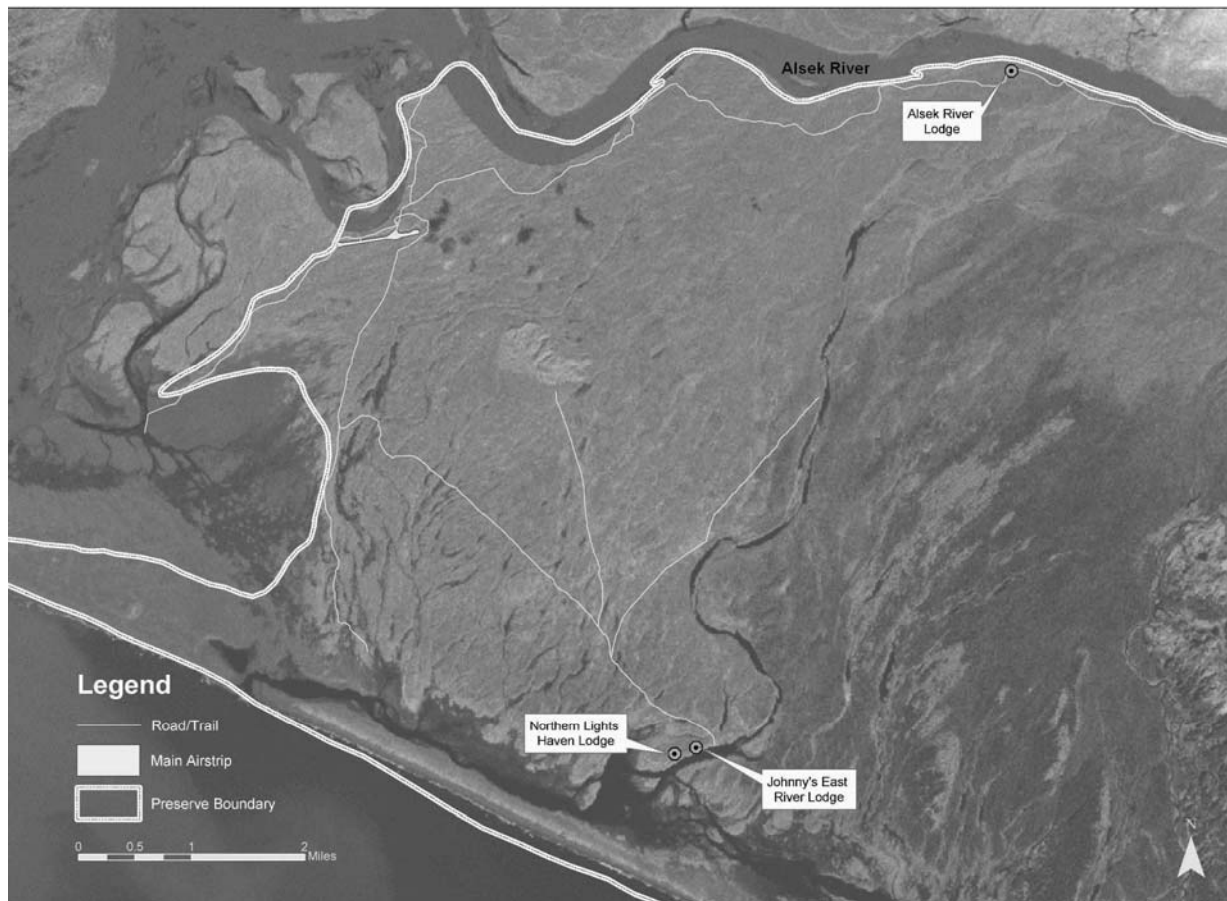 Alsek River
Alsek River
Lodge
Northern Lights
Haven Lodge
Johnny's East
River Lodge
Legend
Road/Trail
Main Airstrip
Preserve Boundary
0 0.5 1 2
Miles
N